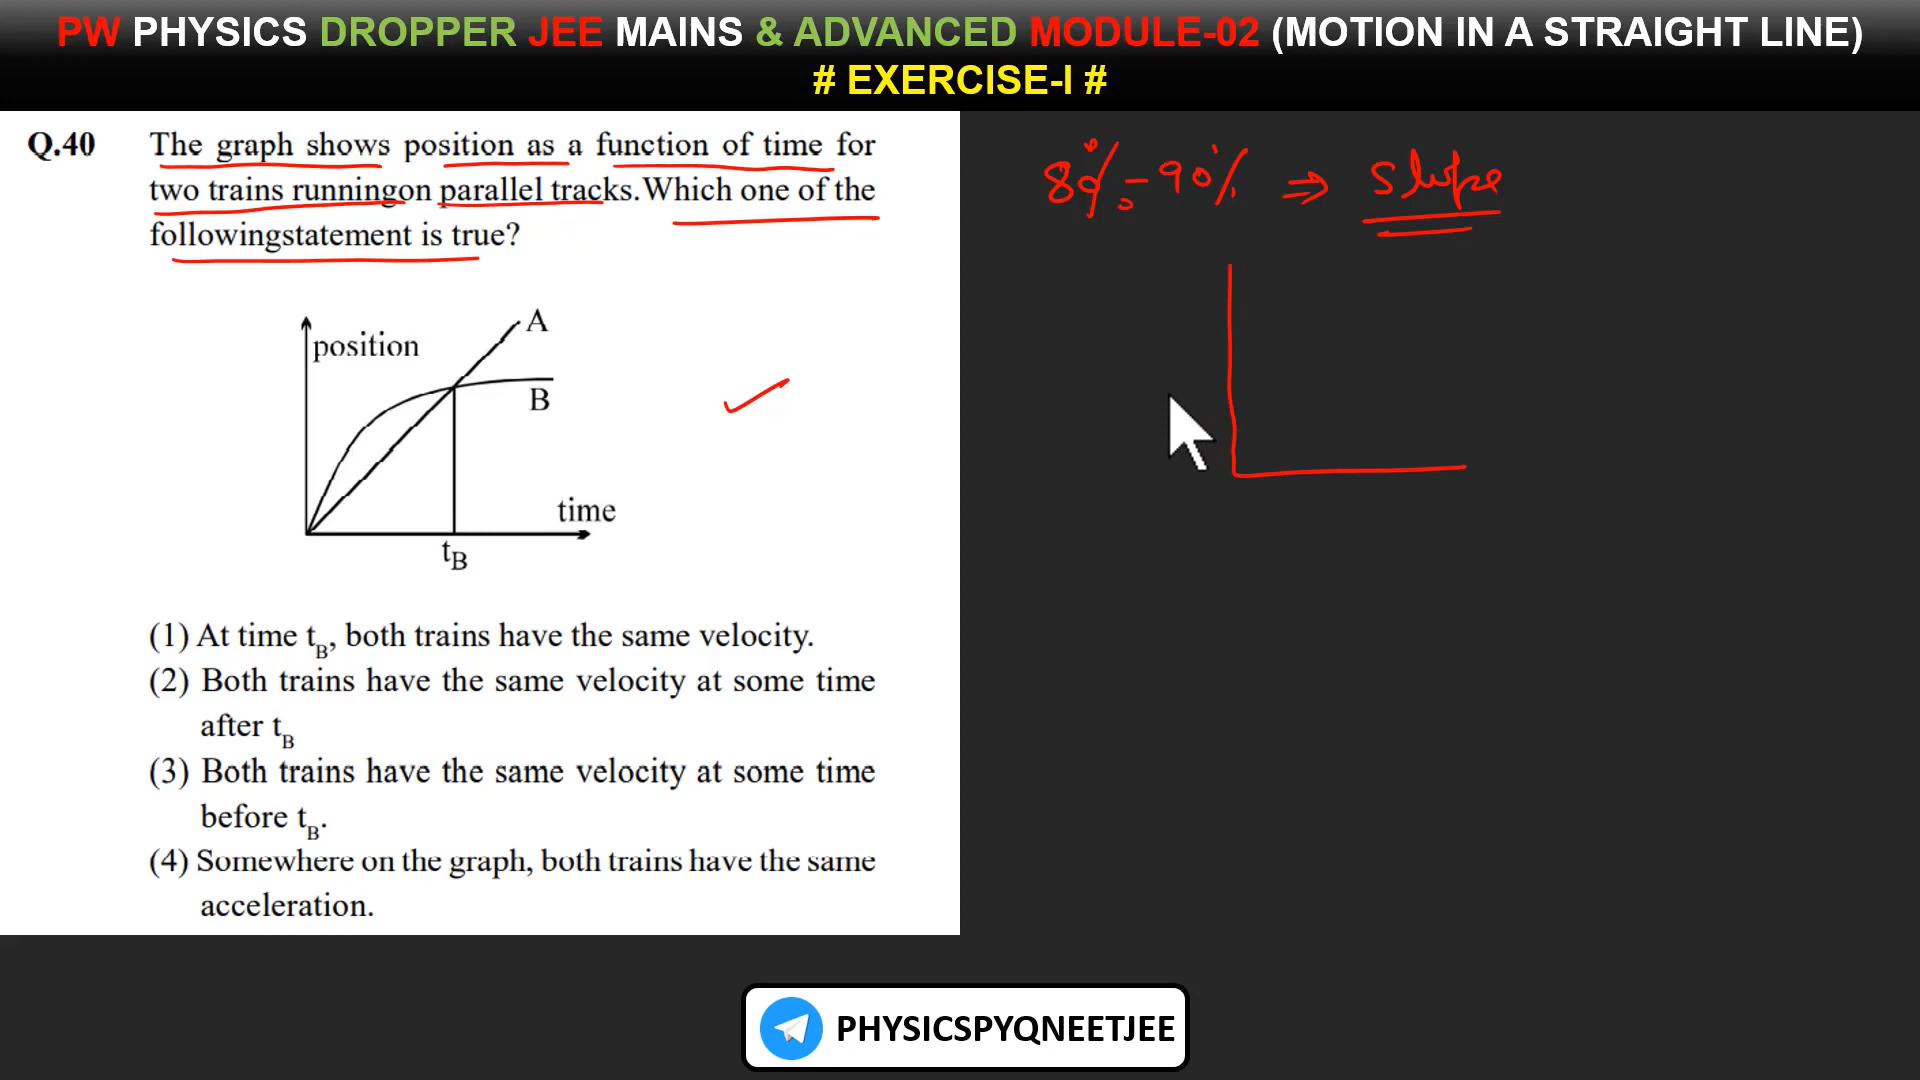 PW PHYSICS DROPPER JEE MAINS & ADVANCED MODULE-02 (MOTION IN A STRAIGHT LINE)
# EXERCISE-I #
Q.40 The graph shows position as a function of time for
two trains runningon parallel tracks.Which one of the
followingstatement is true?
80% - 90% ⇒ slope
position
A
B
time
tB
(1) At time tB, both trains have the same velocity.
(2) Both trains have the same velocity at some time
after tB
(3) Both trains have the same velocity at some time
before tB.
(4) Somewhere on the graph, both trains have the same
acceleration.
PHYSICSPYQNEETJEE